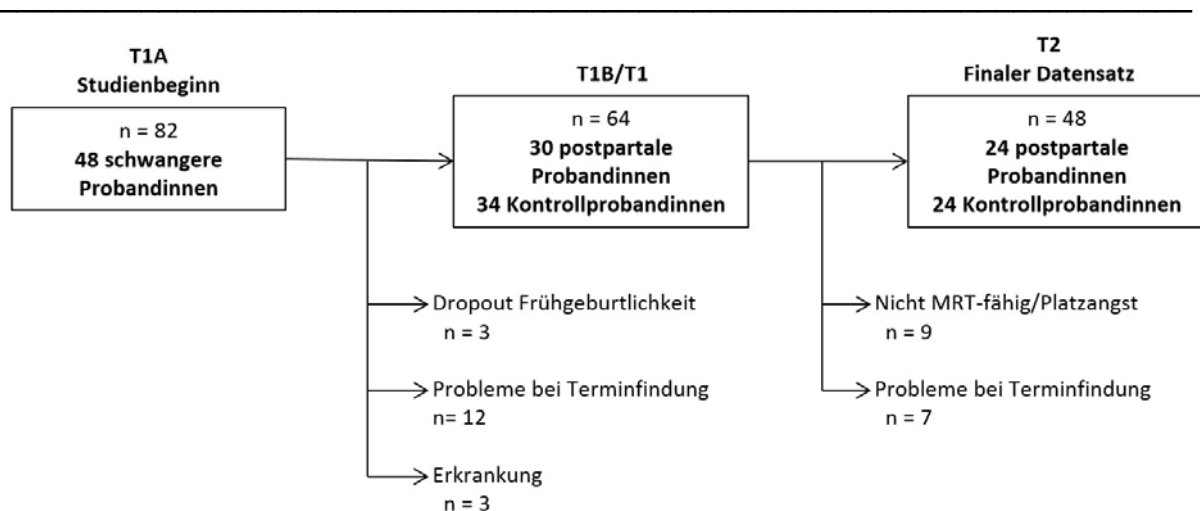 T1A
Studienbeginn
n = 82
48 schwangere
Probandinnen
T1B/T1
n = 64
30 postpartale
Probandinnen
34 Kontrollprobandinnen
T2
Finaler Datensatz
n = 48
24 postpartale
Probandinnen
24 Kontrollprobandinnen
Dropout Frühgeburtlichkeit
n = 3
Probleme bei Terminfindung
n= 12
Erkrankung
n = 3
Nicht MRT-fähig/Platzangst
n = 9
Probleme bei Terminfindung
n = 7